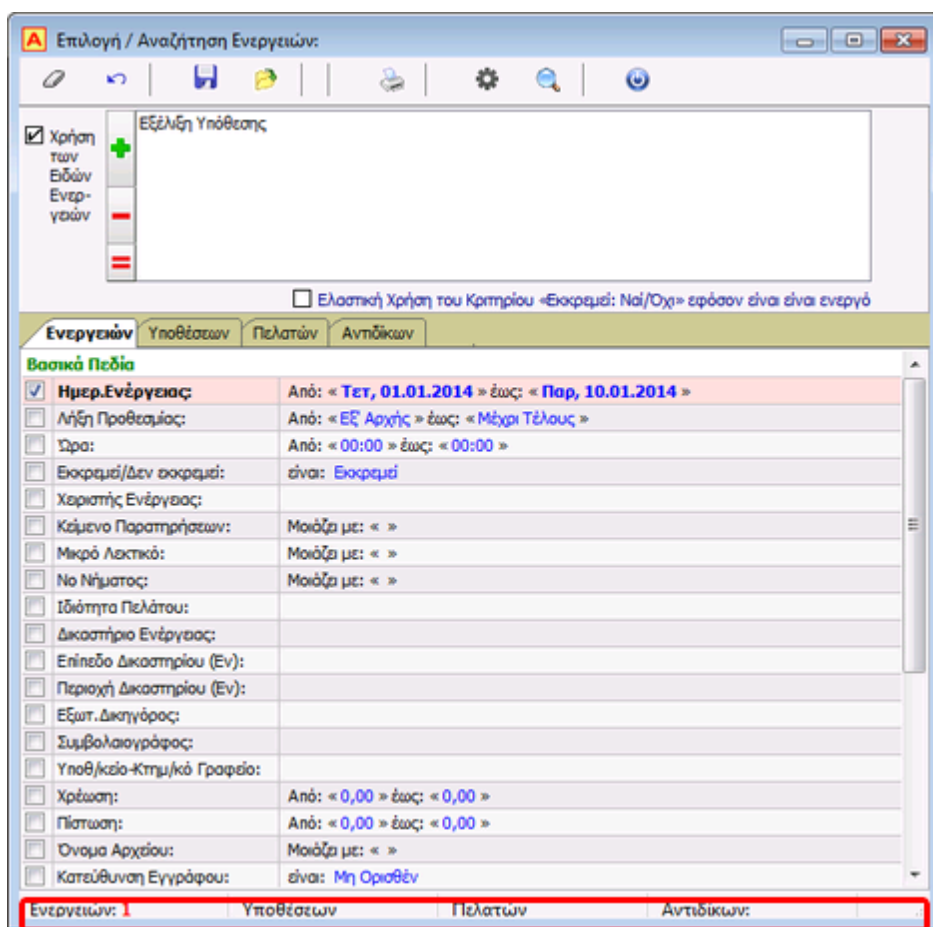 Επιλογή / Αναζήτηση Ενεργειών:
Χρήση
των
Ειδών
Ενερ-
γειών
Εξέλιξη Υπόθεσης
Ελαστική Χρήση του Κριτηρίου «Εκκρεμεί: Ναί/Όχι» εφόσον είναι είναι ενεργό
Ενεργειών Υποθέσεων Πελατών Αντιδίκων
Βασικά Πεδία
Ημερ.Ενέργειας: Από: « Τετ, 01.01.2014 » έως: « Παρ, 10.01.2014 »
Λήξη Προθεσμίας: Από: « Εξ' Αρχής » έως: « Μέχρι Τέλους »
Ώρα: Από: « 00:00 » έως: « 00:00 »
Εκκρεμεί/Δεν εκκρεμεί: είναι: Εκκρεμεί
Χειριστής Ενέργειας:
Κείμενο Παρατηρήσεων: Μοιάζει με: « »
Μικρό Λεκτικό: Μοιάζει με: « »
Νο Νήματος: Μοιάζει με: « »
Ιδιότητα Πελάτου:
Δικαστήριο Ενέργειας:
Επίπεδο Δικαστηρίου (Εν):
Περιοχή Δικαστηρίου (Εν):
Εξωτ.Δικηγόρος:
Συμβολαιογράφος:
Υποθ/κείο-Κτημ/κό Γραφείο:
Χρέωση: Από: « 0,00 » έως: « 0,00 »
Πίστωση: Από: « 0,00 » έως: « 0,00 »
Όνομα Αρχείου: Μοιάζει με: « »
Κατεύθυνση Εγγράφου: είναι: Μη Ορισθέν
Ενεργειών: 1 Υποθέσεων Πελατών Αντιδίκων: